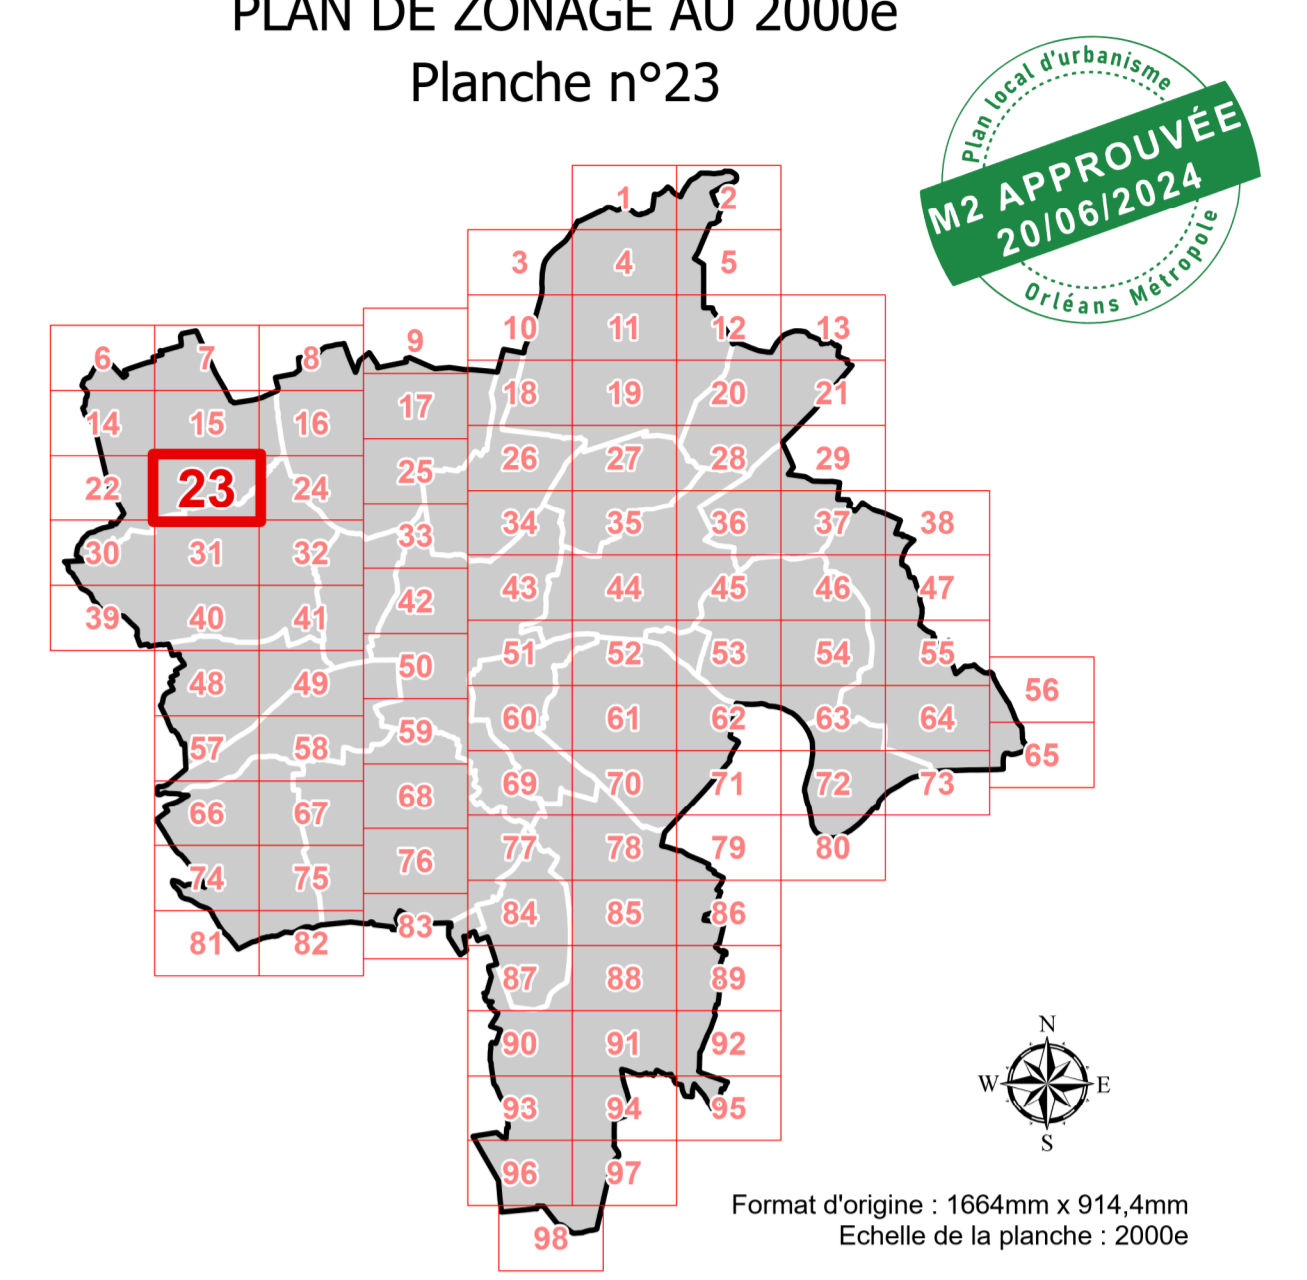 PLAN DE ZONAGE AU 2000e
Planche n°23
Plan local d'urbanisme
M2 APPROUVÉE
20/06/2024
Orléans Métropole
1 2
3 4 5
10 11 12 13
6 7 8 9
18 19 20 21
14 15 16 17
26 27 28 29
22 23 24 25
34 35 36 37 38
30 31 32 33
43 44 45 46 47
39 40 41 42
51 52 53 54 55
48 49 50
56
60 61 62 63 64
57 58 59
65
69 70 71 72 73
66 67 68
77 78 79 80
74 75 76
84 85 86
81 82 83
87 88 89
90 91 92
93 94 95
96 97
98
N
W E
S
Format d'origine : 1664mm x 914,4mm
Echelle de la planche : 2000e